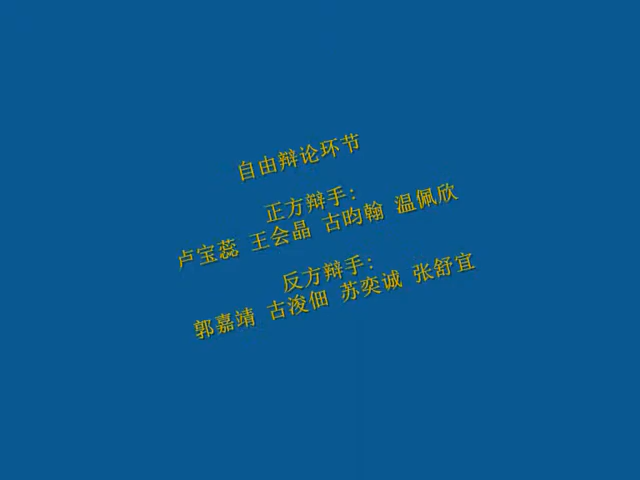 自由辩论环节
正方辩手：
卢宝蕊 王会晶 古昀翰 温佩欣
反方辩手：
郭嘉靖 古浚佃 苏奕诚 张舒宜